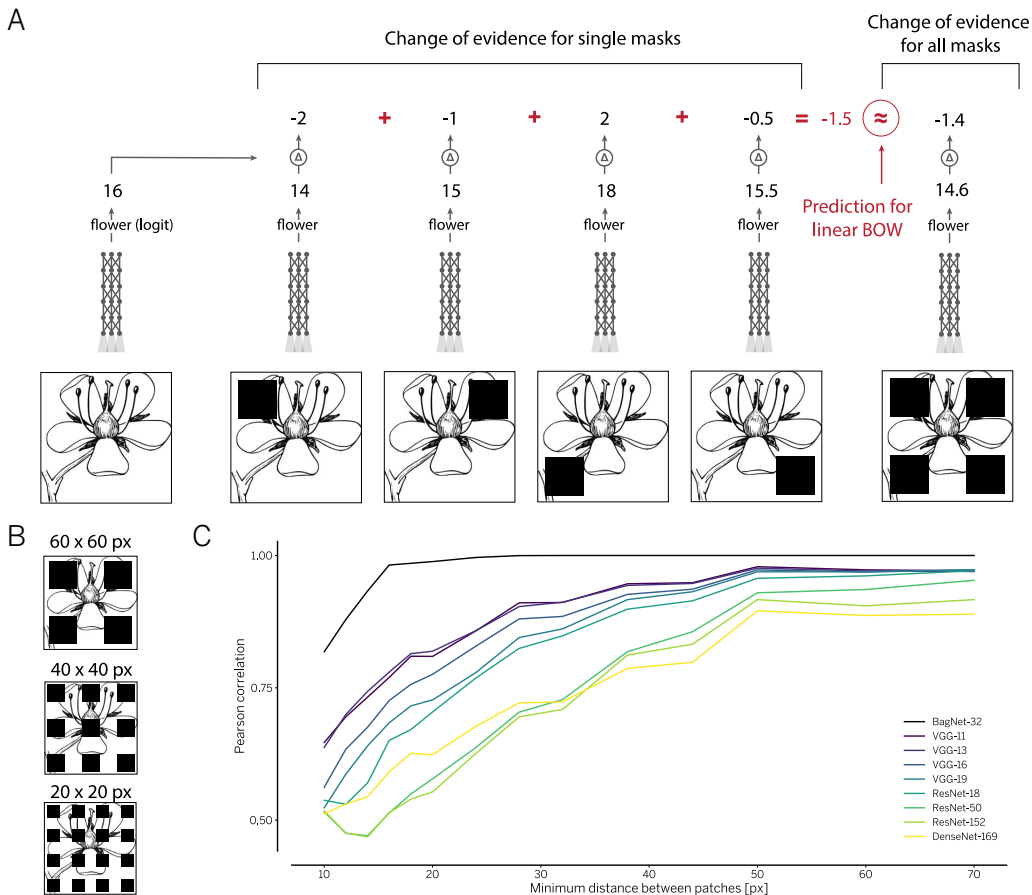 A
Change of evidence for single masks
Change of evidence
for all masks
-2 + -1 + 2 + -0.5 = -1.5 ≈ -1.4
Δ Δ Δ Δ Δ
16 14 15 18 15.5 14.6
Prediction for
linear BOW
flower (logit) flower flower flower flower flower
B
60 x 60 px
40 x 40 px
20 x 20 px
C
1.00
0.75
0.50
Pearson correlation
BagNet-32
VGG-11
VGG-13
VGG-16
VGG-19
ResNet-18
ResNet-50
ResNet-152
DenseNet-169
10 20 30 40 50 60 70
Minimum distance between patches [px]